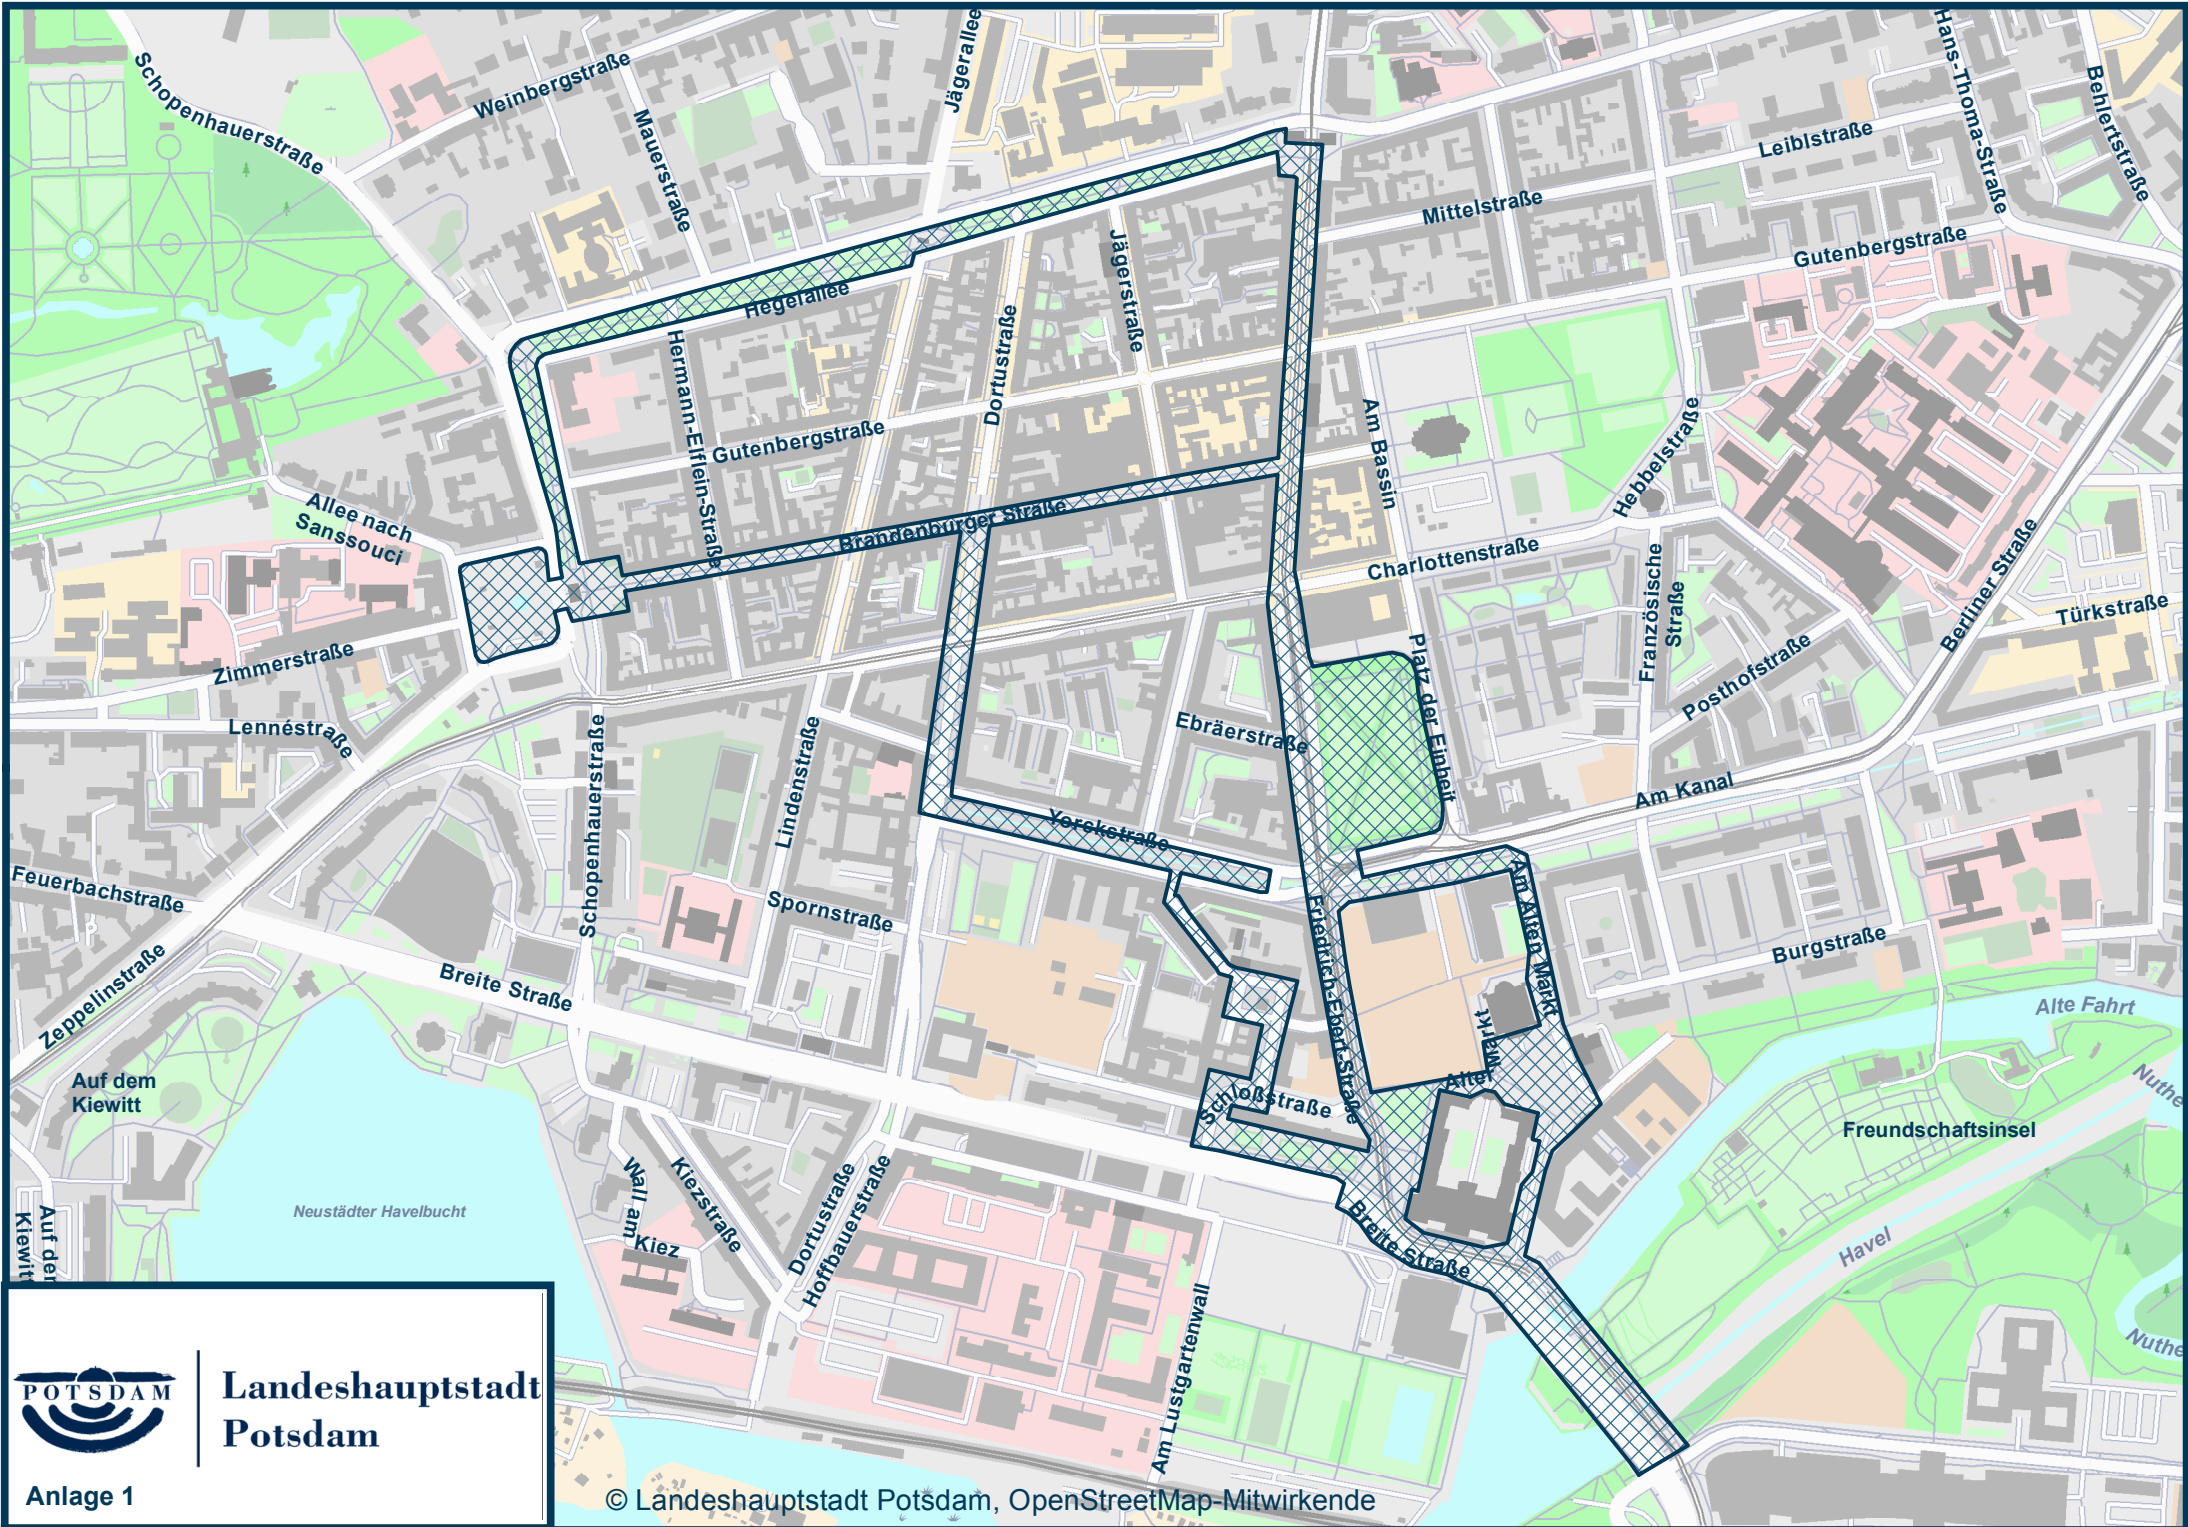 Schopenhauerstraße
Weinbergstraße
Mauerstraße
Jägerallee
Hans-Thoma-Straße
Behlertstraße
Leiblstraße
Mittelstraße
Gutenbergstraße
Hegelallee
Jägerstraße
Dortustraße
Hermann-Elflein-Straße
Gutenbergstraße
Am Bassin
Hebbelstraße
Allee nach
Sanssouci
Brandenburger Straße
Charlottenstraße
Französische
Straße
Berliner Straße
Türkstraße
Zimmerstraße
Posthofstraße
Platz der Einheit
Lennéstraße
Schopenhauerstraße
Lindenstraße
Ebräerstraße
Am Kanal
Yorckstraße
Feuerbachstraße
Spornstraße
Am Alten Markt
Friedrich-Ebert-Straße
Burgstraße
Zeppelinstraße
Breite Straße
Alte Fahrt
Alter
Markt
Auf dem
Kiewitt
Schloßstraße
Nuthe
Freundschaftsinsel
Neustädter Havelbucht
Wall am
Kiez
Kiezstraße
Dortustraße
Hoffbauerstraße
Breite Straße
Havel
Auf dem
Kiewitt
Am Lustgartenwall
Nuthe
POTSDAM
Landeshauptstadt
Potsdam
Anlage 1
© Landeshauptstadt Potsdam, OpenStreetMap-Mitwirkende